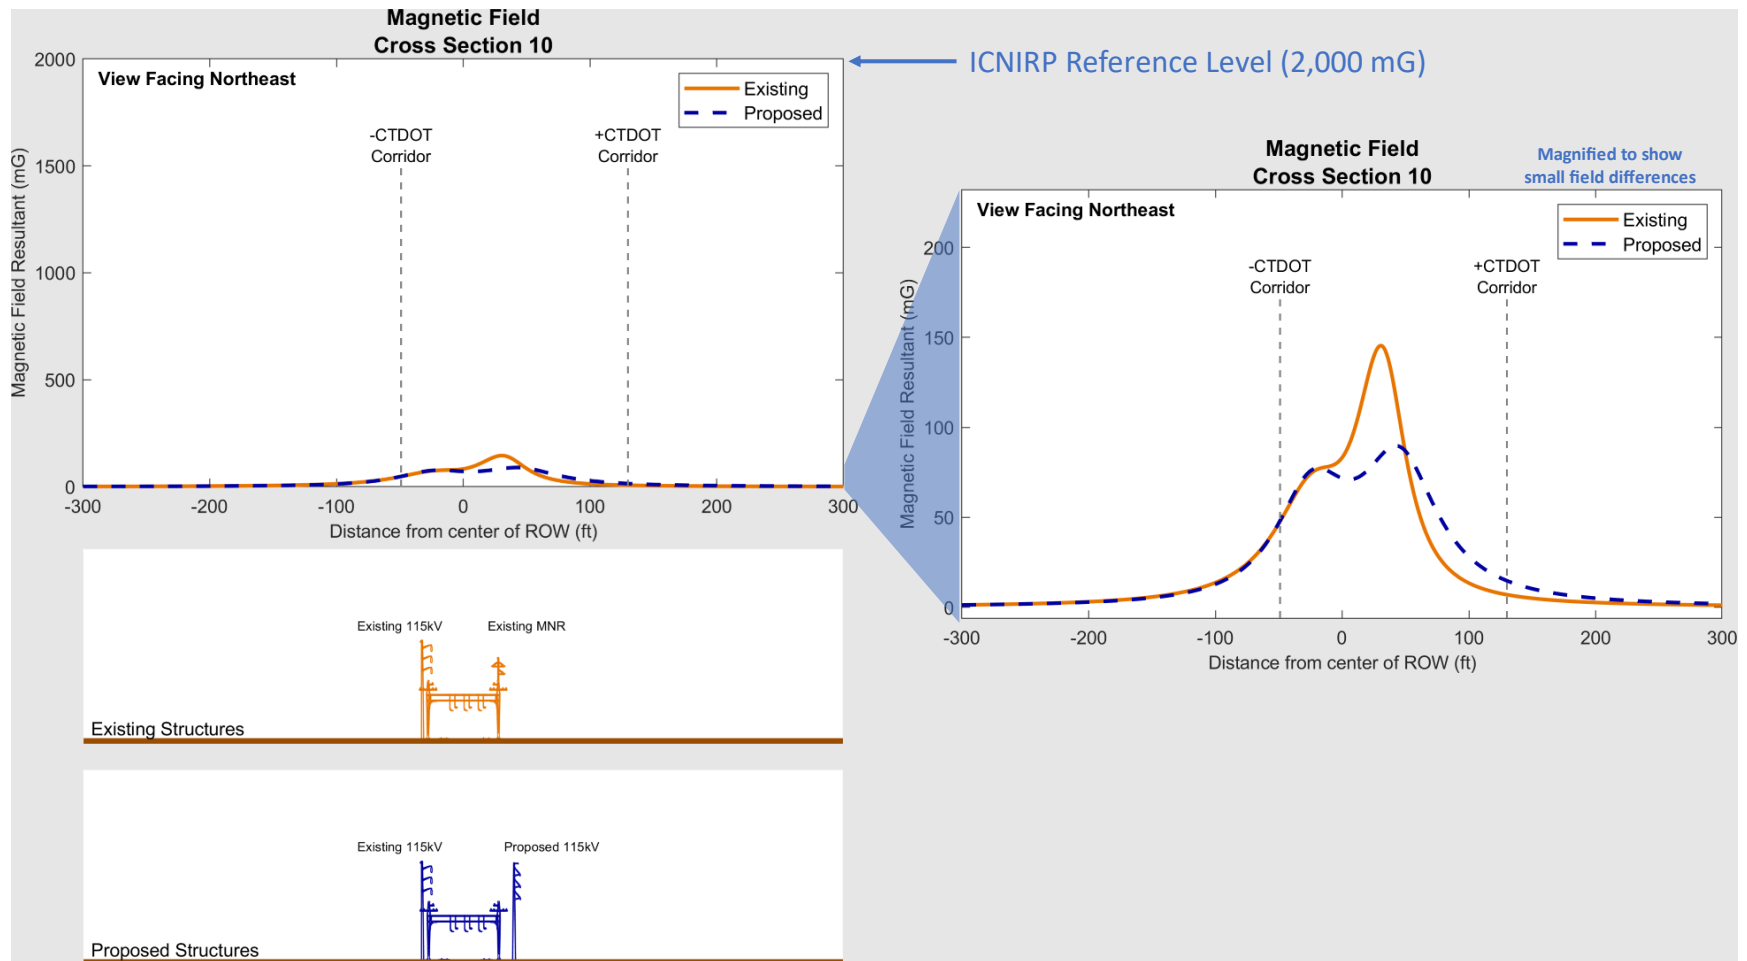 Magnetic Field
Cross Section 10
ICNIRP Reference Level (2,000 mG)
View Facing Northeast
Existing
Proposed
-CTDOT
Corridor
+CTDOT
Corridor
2000
1500
1000
500
0
Magnetic Field Resultant (mG)
-300
-200
-100
0
100
200
300
Distance from center of ROW (ft)
Magnetic Field
Cross Section 10
Magnified to show
small field differences
View Facing Northeast
Existing
Proposed
-CTDOT
Corridor
+CTDOT
Corridor
200
150
100
50
0
Magnetic Field Resultant (mG)
-300
-200
-100
0
100
200
300
Distance from center of ROW (ft)
Existing 115kV
Existing MNR
Existing Structures
Existing 115kV
Proposed 115kV
Proposed Structures